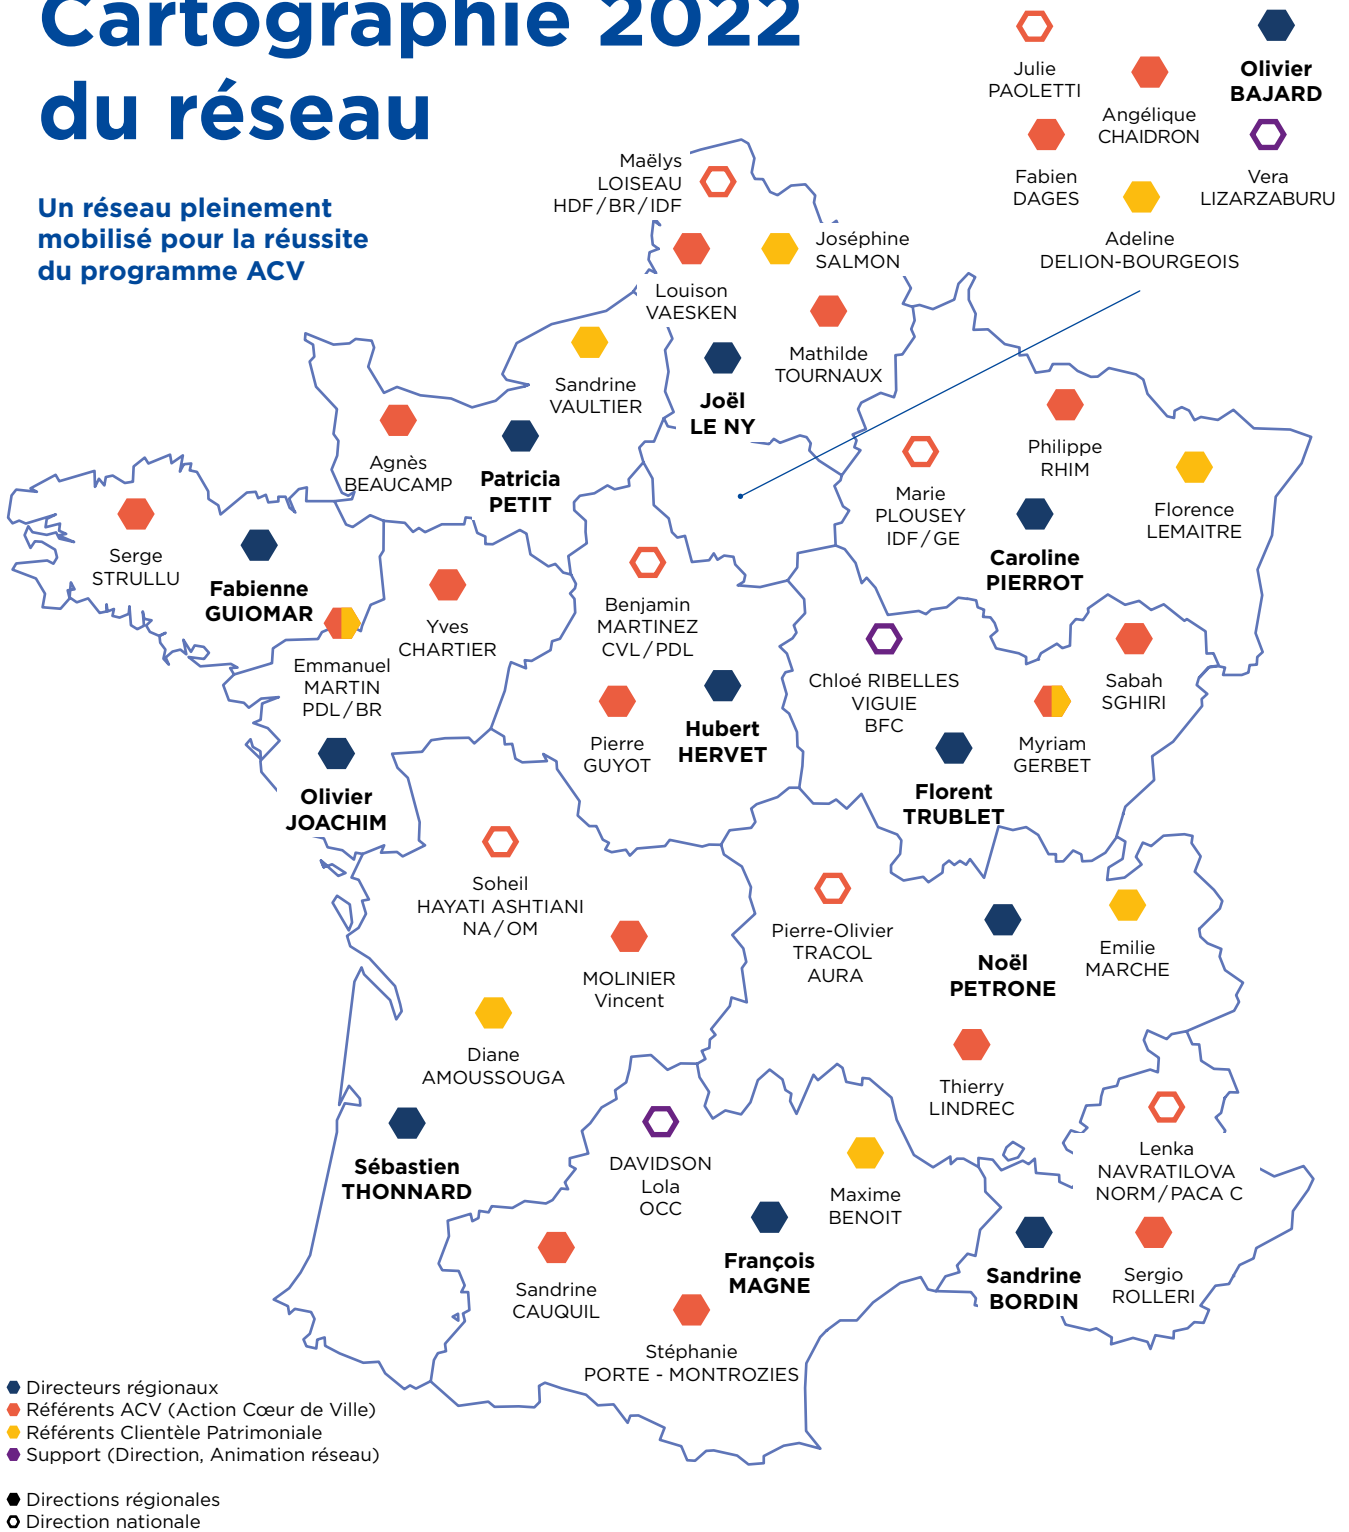 Cartographie 2022
du réseau
Un réseau pleinement
mobilisé pour la réussite
du programme ACV
Julie
PAOLETTI
Angélique
CHAIDRON
Olivier
BAJARD
Fabien
DAGES
Vera
LIZARZABURU
Adeline
DELION-BOURGEOIS
Maëlys
LOISEAU
HDF/BR/IDF
Joséphine
SALMON
Louison
VAESKEN
Mathilde
TOURNAUX
Joël
LE NY
Sandrine
VAULTIER
Agnès
BEAUCAMP
Patricia
PETIT
Philippe
RHIM
Marie
PLOUSEY
IDF/GE
Florence
LEMAITRE
Caroline
PIERROT
Serge
STRULLU
Fabienne
GUIOMAR
Yves
CHARTIER
Emmanuel
MARTIN
PDL/BR
Olivier
JOACHIM
Benjamin
MARTINEZ
CVL/PDL
Pierre
GUYOT
Hubert
HERVET
Chloé RIBELLES
VIGUIE
BFC
Sabah
SGHIRI
Myriam
GERBET
Florent
TRUBLET
Soheil
HAYATI ASHTIANI
NA/OM
MOLINIER
Vincent
Diane
AMOUSSOUGA
Sébastien
THONNARD
Pierre-Olivier
TRACOL
AURA
Noël
PETRONE
Emilie
MARCHE
Thierry
LINDREC
DAVIDSON
Lola
OCC
Maxime
BENOIT
François
MAGNE
Sandrine
CAUQUIL
Stéphanie
PORTE - MONTROZIES
Lenka
NAVRATILOVA
NORM/PACA C
Sandrine
BORDIN
Sergio
ROLLERI
Directeurs régionaux
Référents ACV (Action Cœur de Ville)
Référents Clientèle Patrimoniale
Support (Direction, Animation réseau)
Directions régionales
Direction nationale